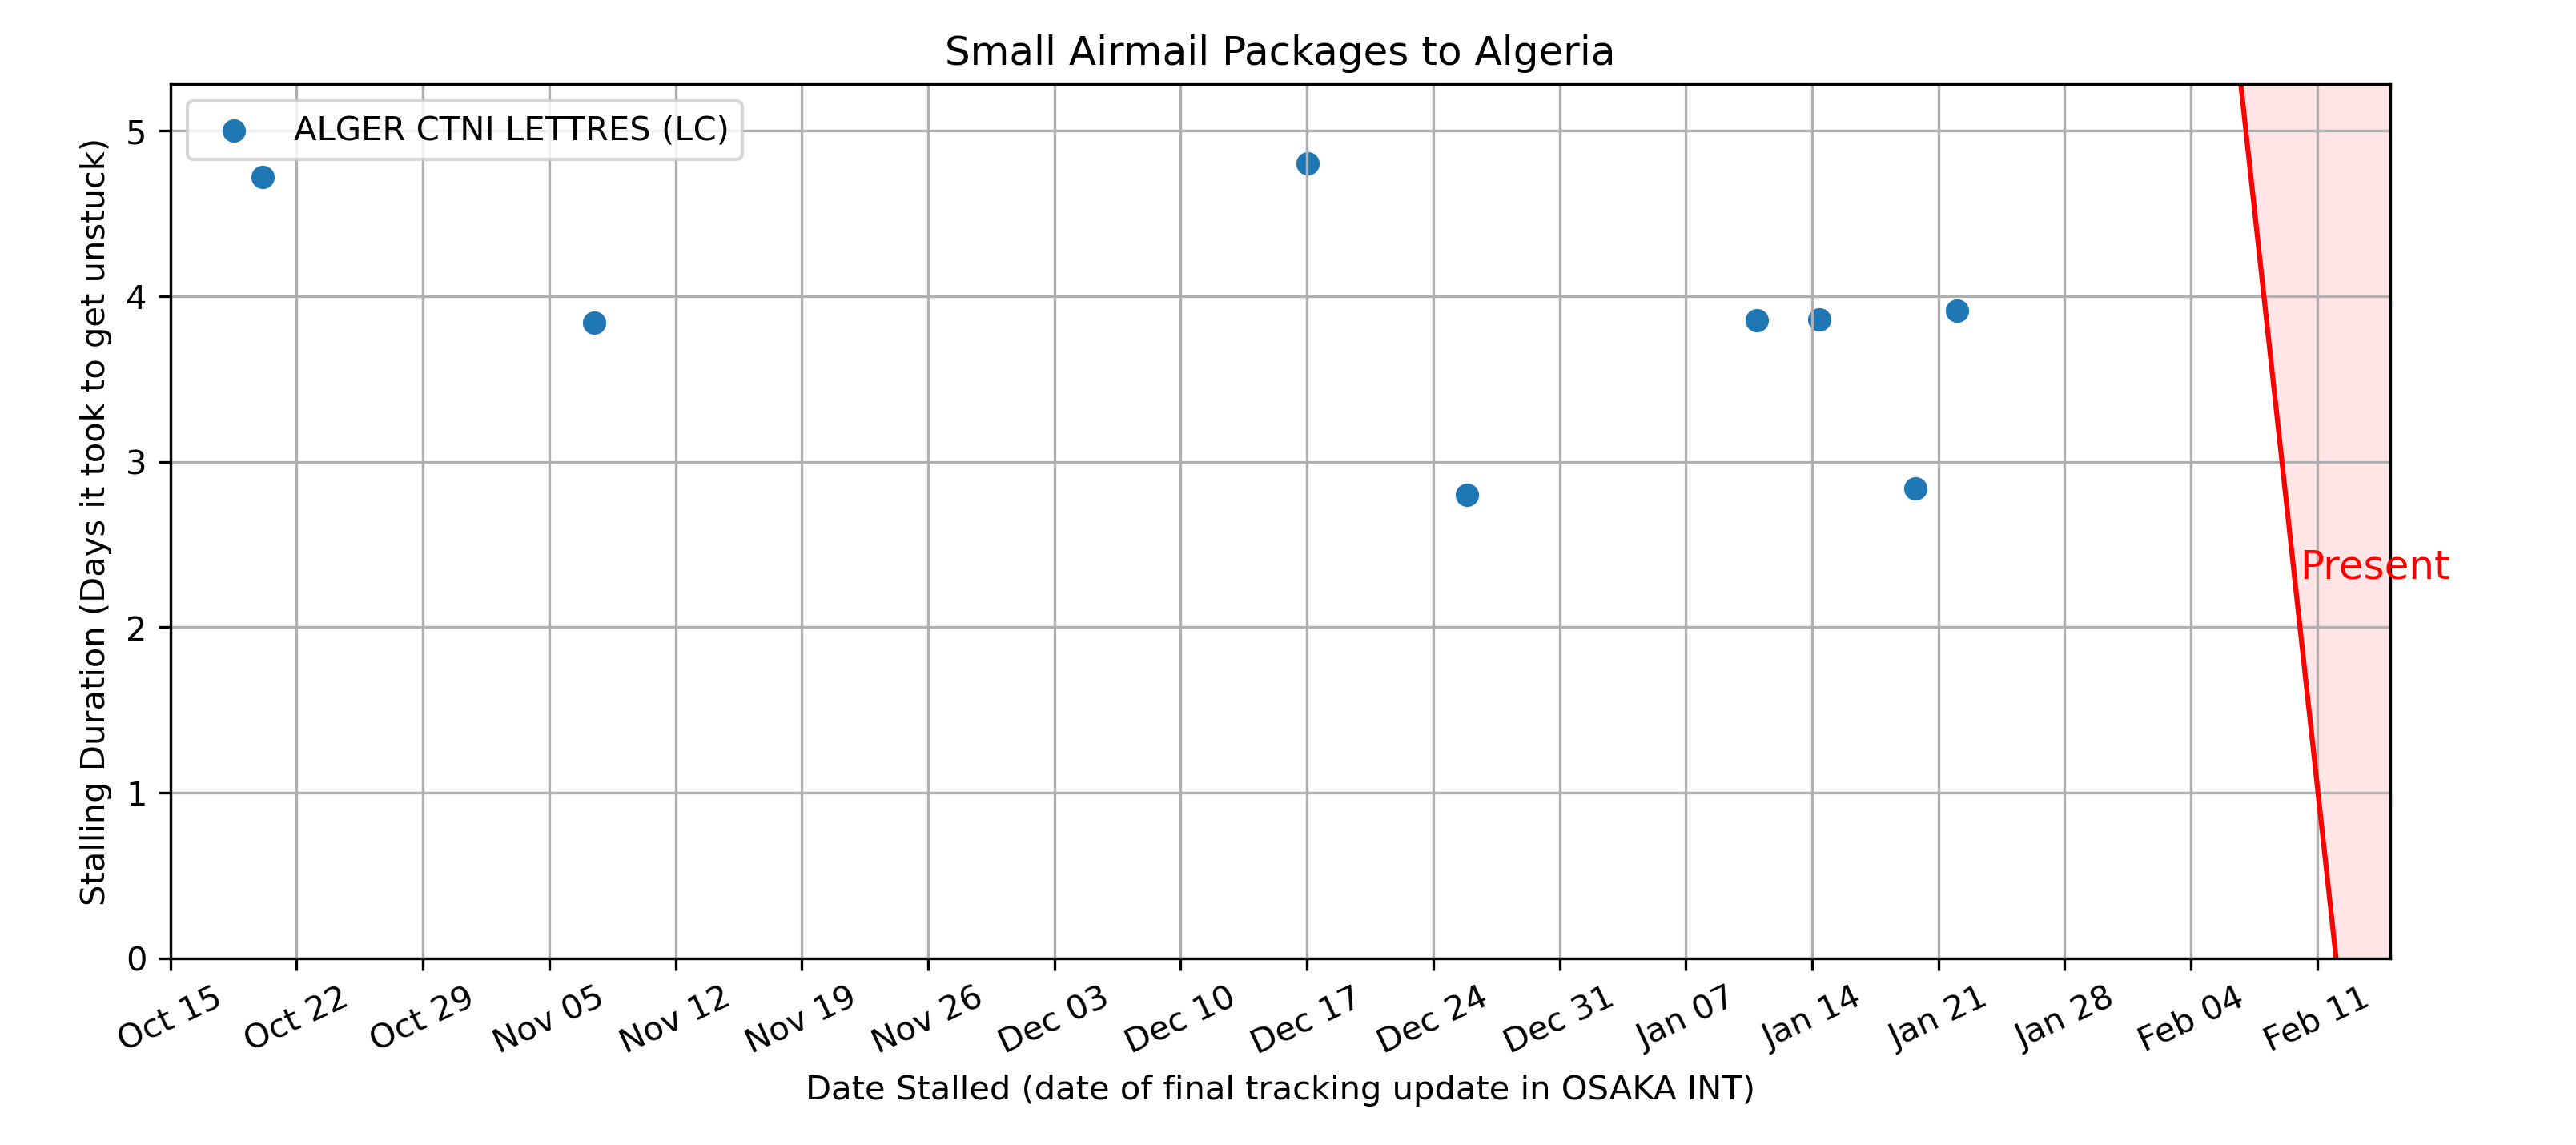 Small Airmail Packages to Algeria
ALGER CTNI LETTRES (LC)
Stalling Duration (Days it took to get unstuck)
5
4
3
2
1
0
Present
Oct 15
Oct 22
Oct 29
Nov 05
Nov 12
Nov 19
Nov 26
Dec 03
Dec 10
Dec 17
Dec 24
Dec 31
Jan 07
Jan 14
Jan 21
Jan 28
Feb 04
Feb 11
Date Stalled (date of final tracking update in OSAKA INT)